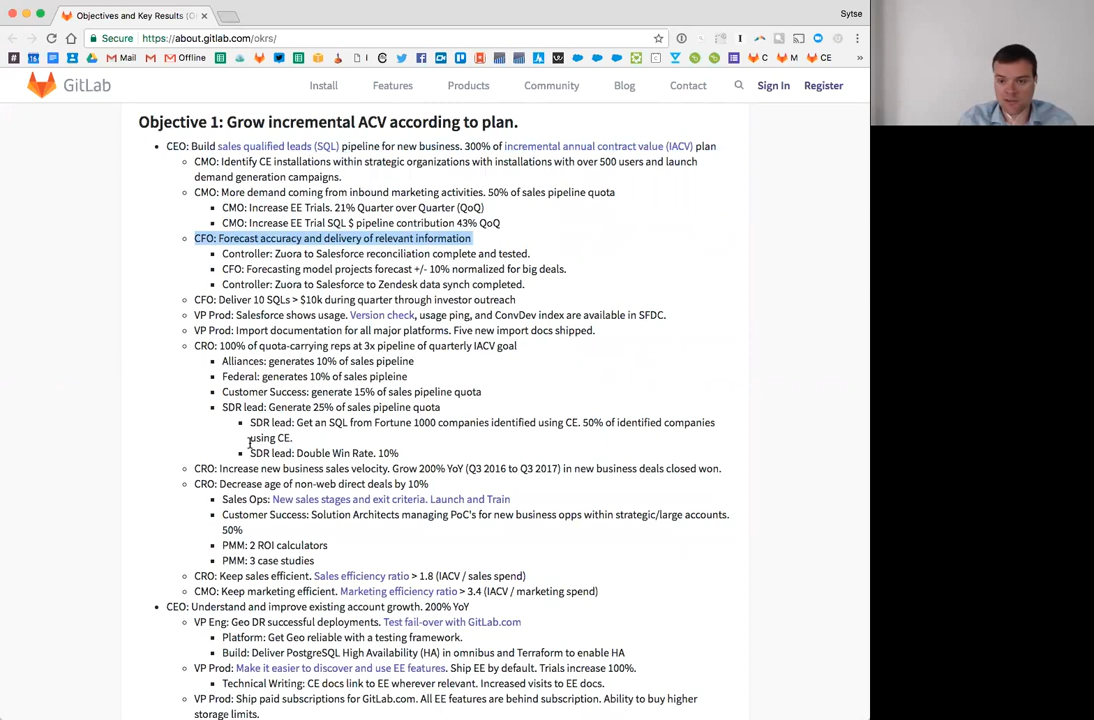 Objectives and Key Results (O
Sytse
Secure
https://about.gitlab.com/okrs/
Mail
Offline
C
M
CE
»
GitLab
Install
Features
Products
Community
Blog
Contact
Sign In
Register
Objective 1: Grow incremental ACV according to plan.
CEO: Build sales qualified leads (SQL) pipeline for new business. 300% of incremental annual contract value (IACV) plan
CMO: Identify CE installations within strategic organizations with installations with over 500 users and launch
demand generation campaigns.
CMO: More demand coming from inbound marketing activities. 50% of sales pipeline quota
CMO: Increase EE Trials. 21% Quarter over Quarter (QoQ)
CMO: Increase EE Trial SQL $ pipeline contribution 43% QoQ
CFO: Forecast accuracy and delivery of relevant information
Controller: Zuora to Salesforce reconciliation complete and tested.
CFO: Forecasting model projects forecast +/- 10% normalized for big deals.
Controller: Zuora to Salesforce to Zendesk data synch completed.
CFO: Deliver 10 SQLs > $10k during quarter through investor outreach
VP Prod: Salesforce shows usage. Version check, usage ping, and ConvDev index are available in SFDC.
VP Prod: Import documentation for all major platforms. Five new import docs shipped.
CRO: 100% of quota-carrying reps at 3x pipeline of quarterly IACV goal
Alliances: generates 10% of sales pipeline
Federal: generates 10% of sales pipleine
Customer Success: generate 15% of sales pipeline quota
SDR lead: Generate 25% of sales pipeline quota
SDR lead: Get an SQL from Fortune 1000 companies identified using CE. 50% of identified companies
using CE.
SDR lead: Double Win Rate. 10%
CRO: Increase new business sales velocity. Grow 200% YoY (Q3 2016 to Q3 2017) in new business deals closed won.
CRO: Decrease age of non-web direct deals by 10%
Sales Ops: New sales stages and exit criteria. Launch and Train
Customer Success: Solution Architects managing PoC's for new business opps within strategic/large accounts.
50%
PMM: 2 ROI calculators
PMM: 3 case studies
CRO: Keep sales efficient. Sales efficiency ratio > 1.8 (IACV / sales spend)
CMO: Keep marketing efficient. Marketing efficiency ratio > 3.4 (IACV / marketing spend)
CEO: Understand and improve existing account growth. 200% YoY
VP Eng: Geo DR successful deployments. Test fail-over with GitLab.com
Platform: Get Geo reliable with a testing framework.
Build: Deliver PostgreSQL High Availability (HA) in omnibus and Terraform to enable HA
VP Prod: Make it easier to discover and use EE features. Ship EE by default. Trials increase 100%.
Technical Writing: CE docs link to EE wherever relevant. Increased visits to EE docs.
VP Prod: Ship paid subscriptions for GitLab.com. All EE features are behind subscription. Ability to buy higher
storage limits.